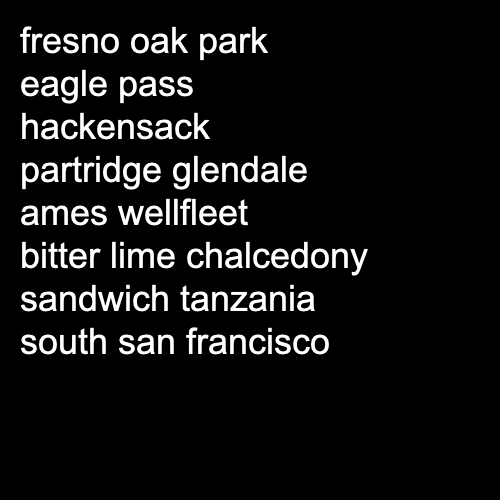 fresno oak park
eagle pass
hackensack
partridge glendale
ames wellfleet
bitter lime chalcedony
sandwich tanzania
south san francisco